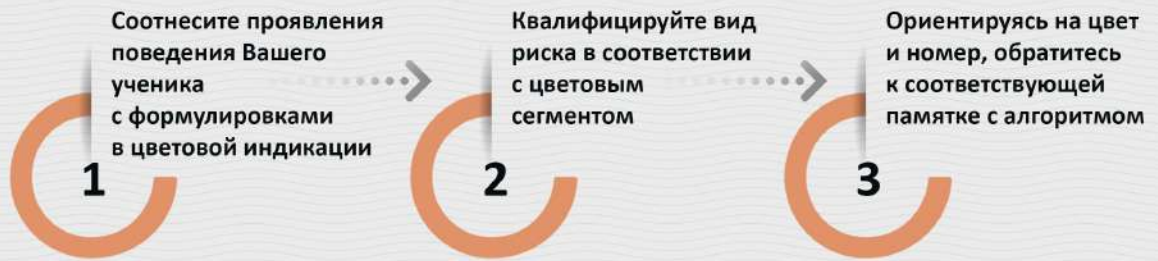 Соотнесите проявления
поведения Вашего
ученика
с формулировками
в цветовой индикации
1
Квалифицируйте вид
риска в соответствии
с цветовым
сегментом
2
Ориентируясь на цвет
и номер, обратитесь
к соответствующей
памятке с алгоритмом
3